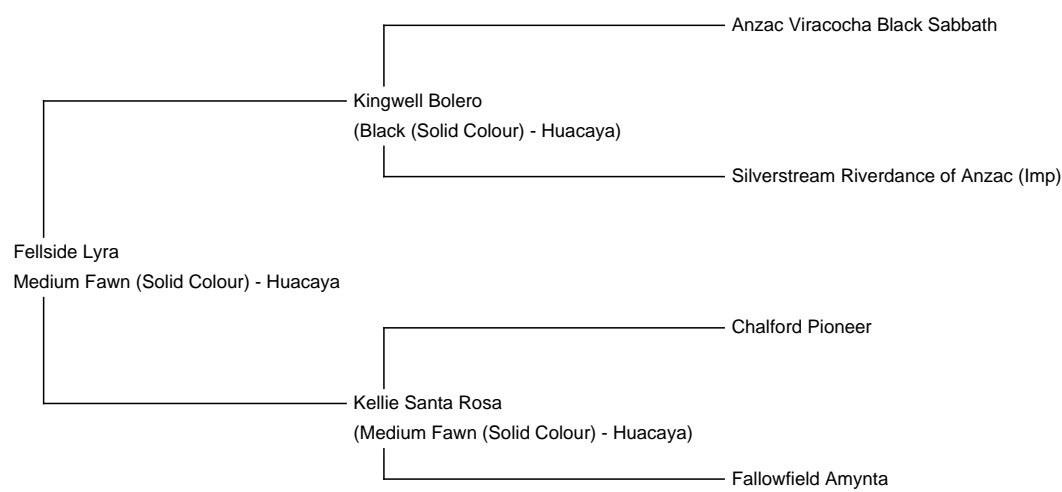 Anzac Viracocha Black Sabbath
Kingwell Bolero
(Black (Solid Colour) - Huacaya)
Silverstream Riverdance of Anzac (Imp)
Fellside Lyra
Medium Fawn (Solid Colour) - Huacaya
Chalford Pioneer
Kellie Santa Rosa
(Medium Fawn (Solid Colour) - Huacaya)
Fallowfield Amynta